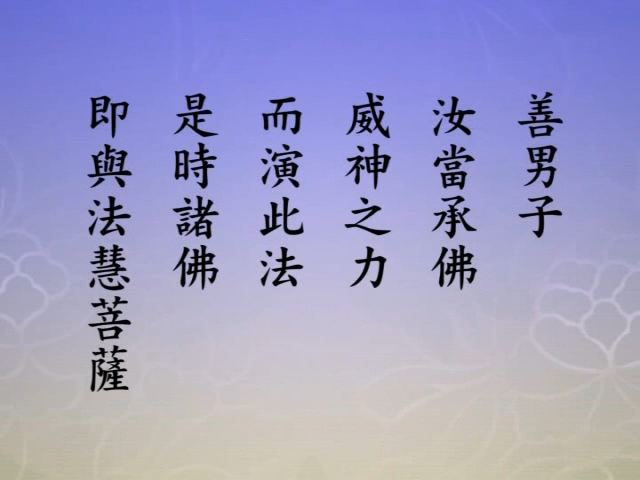 善男子
汝當承佛
威神之力
而演此法
是時諸佛
即與法慧菩薩